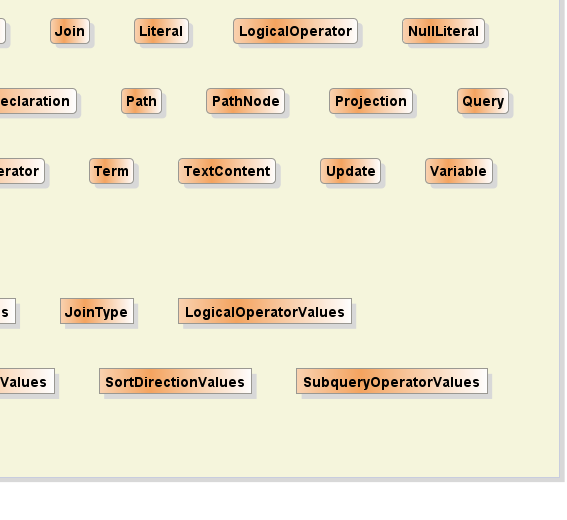 Join Literal LogicalOperator NullLiteral
eclaration Path PathNode Projection Query
erator Term TextContent Update Variable
s JoinType LogicalOperatorValues
Values SortDirectionValues SubqueryOperatorValues